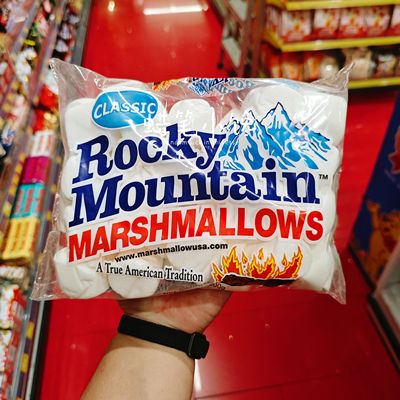 CLASSIC
Rocky
Mountain™
MARSHMALLOWS
www.marshmallowusa.com
A True American Tradition